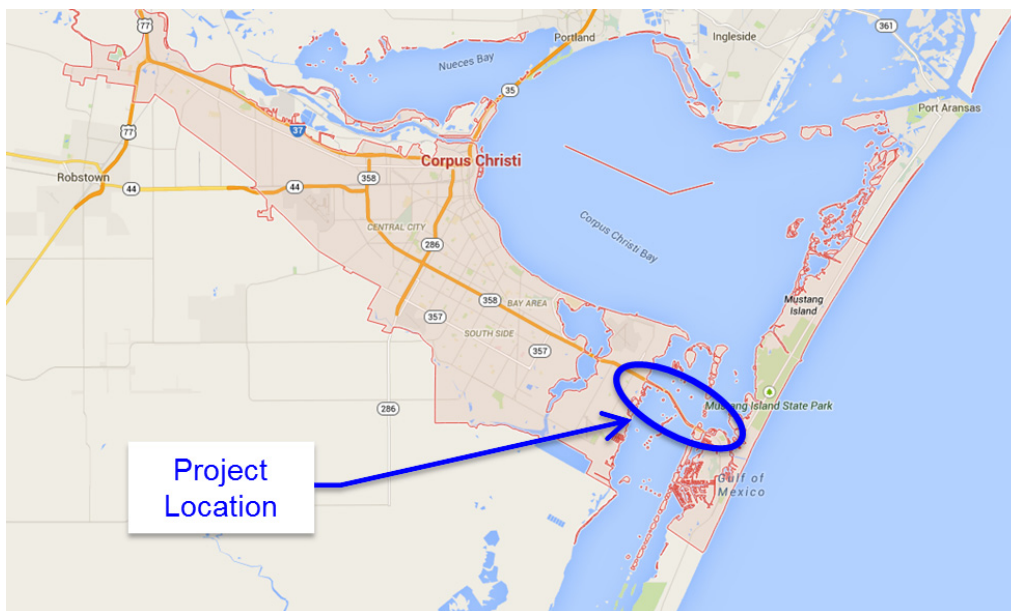 77
361
Portland
Ingleside
Nueces Bay
35
Port Aransas
37
77
Corpus Christi
Robstown
358
44
44
CENTRAL CITY
286
Corpus Christi Bay
358
BAY AREA
Mustang
Island
357
SOUTH SIDE
357
286
Mustang Island State Park
Project
Location
Gulf of
Mexico